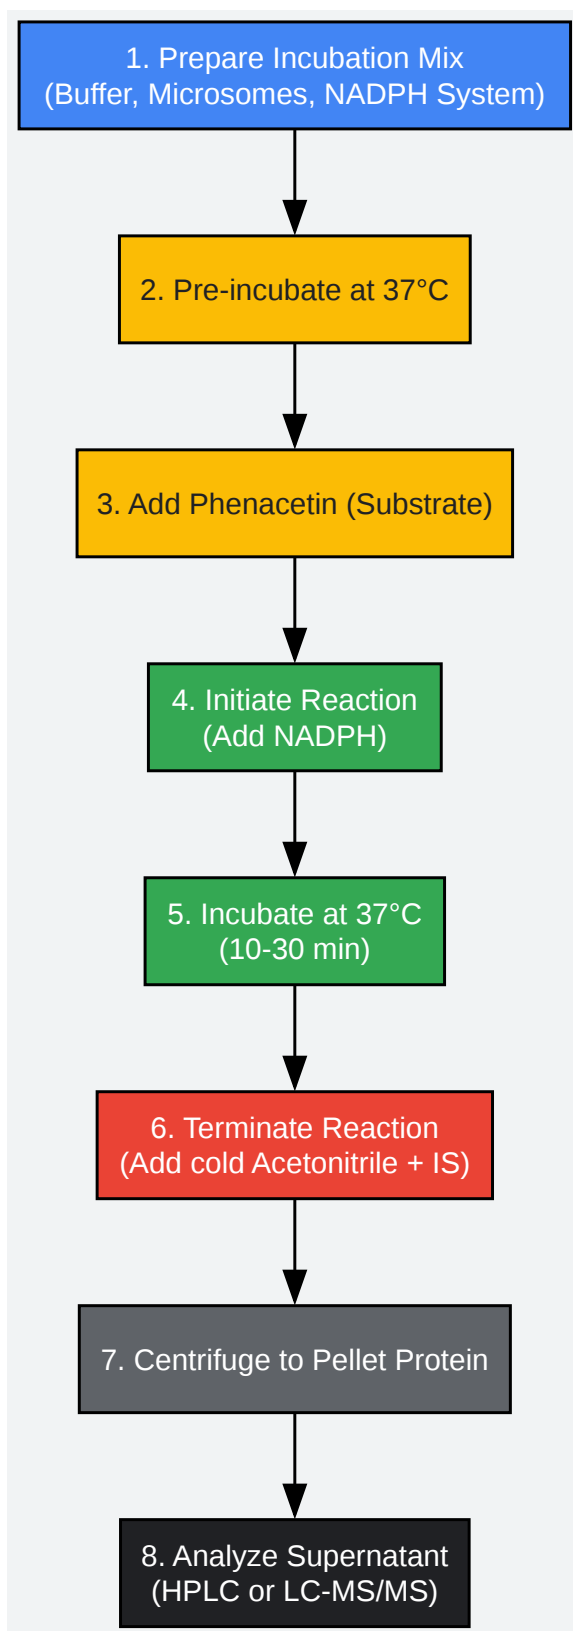 1. Prepare Incubation Mix
(Buffer, Microsomes, NADPH System)
2. Pre-incubate at 37°C
3. Add Phenacetin (Substrate)
4. Initiate Reaction
(Add NADPH)
5. Incubate at 37°C
(10-30 min)
6. Terminate Reaction
(Add cold Acetonitrile + IS)
7. Centrifuge to Pellet Protein
8. Analyze Supernatant
(HPLC or LC-MS/MS)